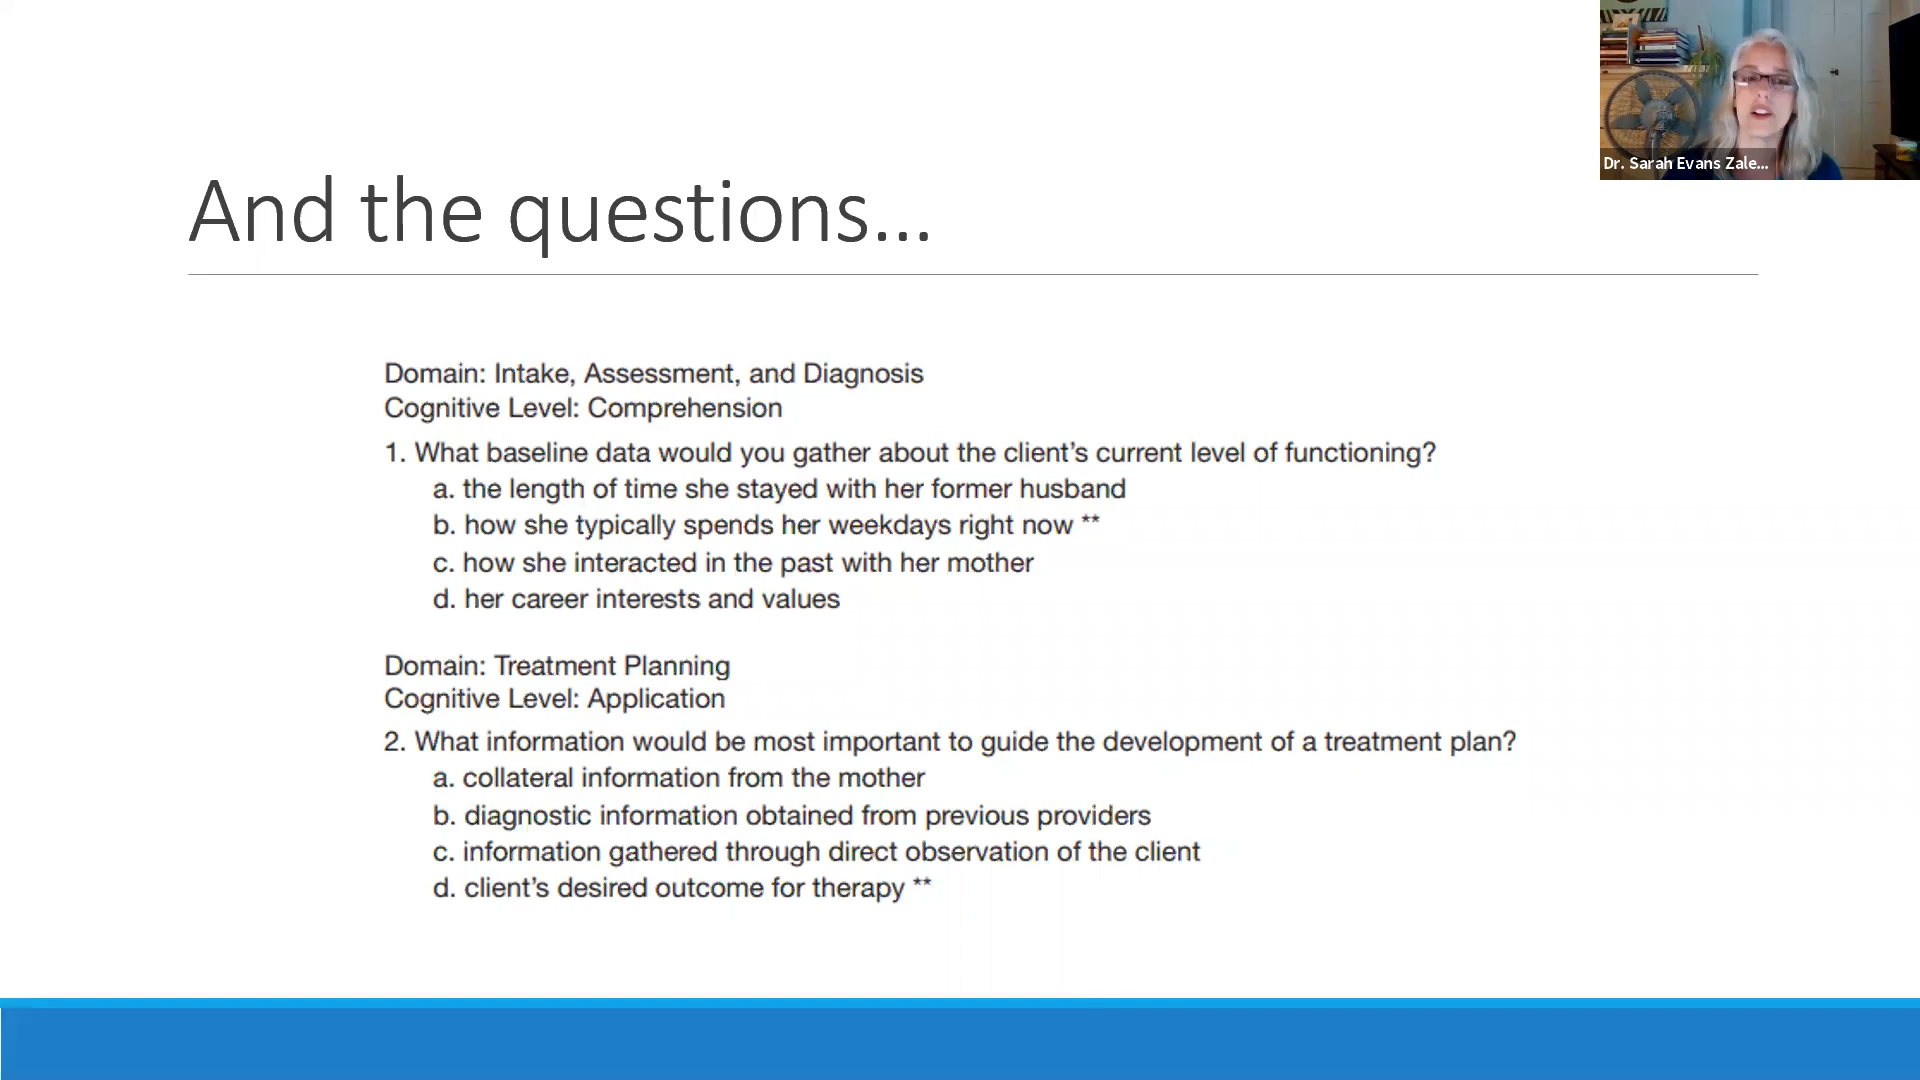 Dr. Sarah Evans Zale...
And the questions...
Domain: Intake, Assessment, and Diagnosis
Cognitive Level: Comprehension
1. What baseline data would you gather about the client's current level of functioning?
a. the length of time she stayed with her former husband
b. how she typically spends her weekdays right now **
c. how she interacted in the past with her mother
d. her career interests and values
Domain: Treatment Planning
Cognitive Level: Application
2. What information would be most important to guide the development of a treatment plan?
a. collateral information from the mother
b. diagnostic information obtained from previous providers
c. information gathered through direct observation of the client
d. client's desired outcome for therapy **